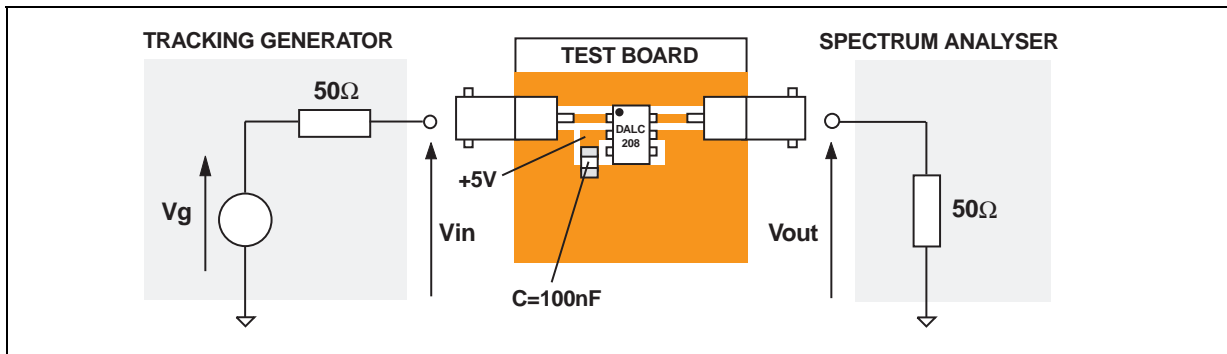 TRACKING GENERATOR
TEST BOARD
SPECTRUM ANALYSER
50Ω
DALC
208
+5V
Vg
Vin
Vout
50Ω
C=100nF